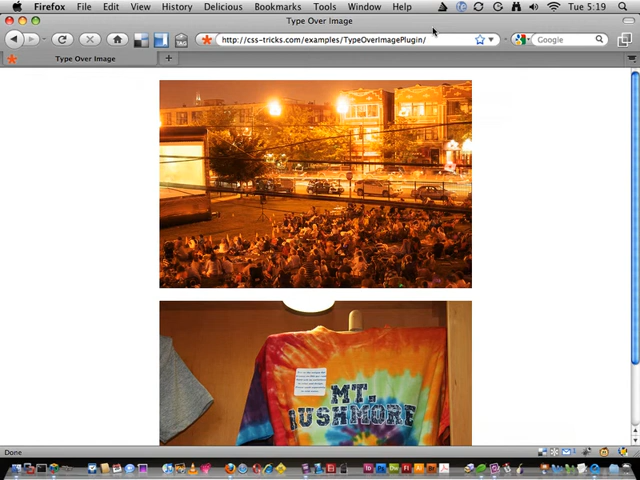 Firefox File Edit View History Delicious Bookmarks Tools Window Help Tue 5:19
Type Over Image
http://css-tricks.com/examples/TypeOverImagePlugin/ Google
Type Over Image
MT.
RUSHMORE
Done